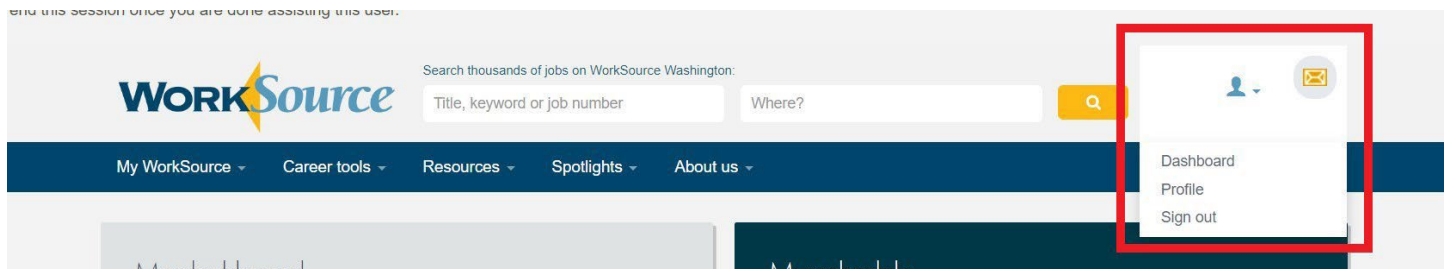 end this session once you are done assisting this user.
Search thousands of jobs on WorkSource Washington:
WORKSource
Title, keyword or job number
Where?
My WorkSource
Career tools
Resources
Spotlights
About us
Dashboard
Profile
Sign out